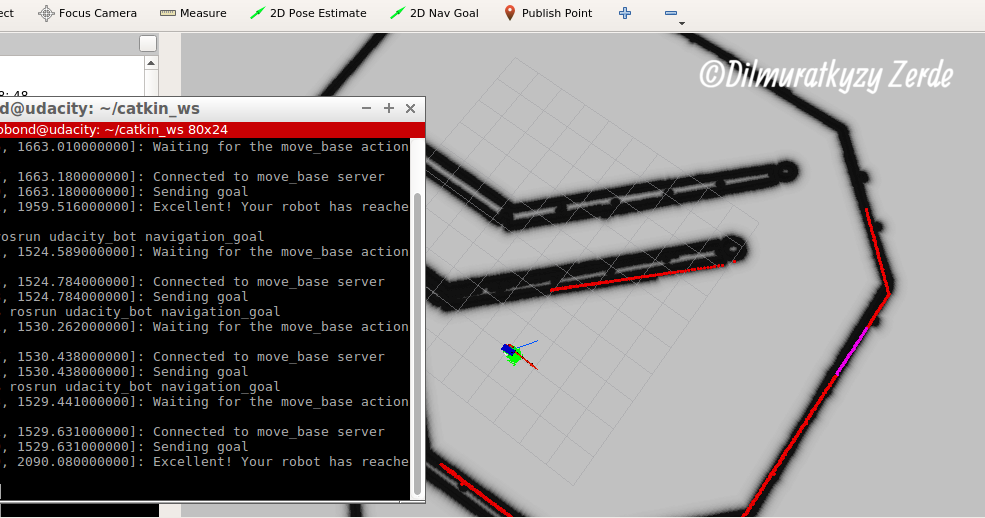 ect Focus Camera Measure 2D Pose Estimate 2D Nav Goal Publish Point
©Dilmuratkyzy Zerde
d@udacity: ~/catkin_ws
obond@udacity: ~/catkin_ws 80x24
, 1663.010000000]: Waiting for the move_base action
, 1663.180000000]: Connected to move_base server
, 1663.180000000]: Sending goal
, 1959.516000000]: Excellent! Your robot has reache
rosrun udacity_bot navigation_goal
, 1524.589000000]: Waiting for the move_base action
, 1524.784000000]: Connected to move_base server
, 1524.784000000]: Sending goal
rosrun udacity_bot navigation_goal
, 1530.262000000]: Waiting for the move_base action
, 1530.438000000]: Connected to move_base server
, 1530.438000000]: Sending goal
rosrun udacity_bot navigation_goal
, 1529.441000000]: Waiting for the move_base action
, 1529.631000000]: Connected to move_base server
, 1529.631000000]: Sending goal
, 2090.080000000]: Excellent! Your robot has reache